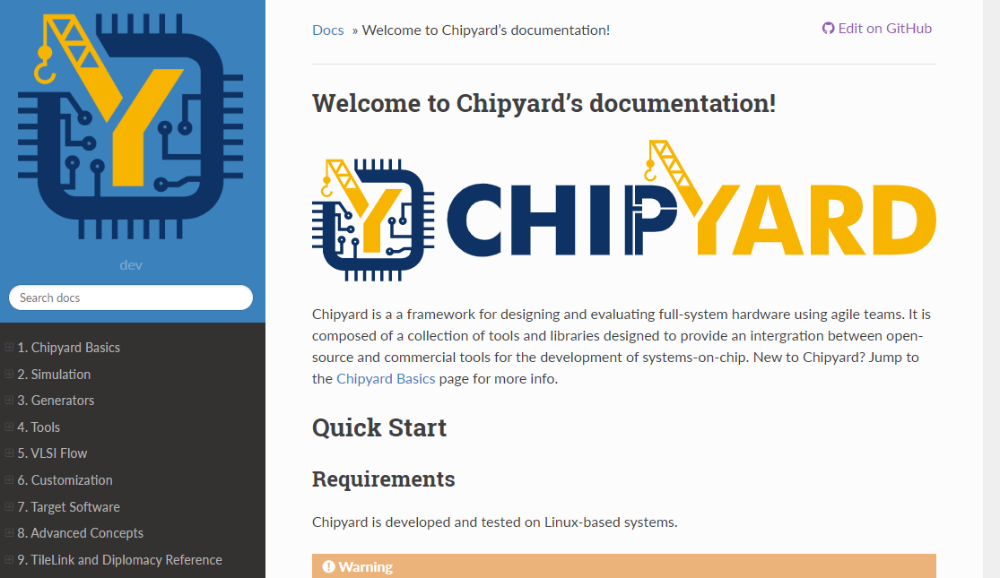 dev
Search docs
1. Chipyard Basics
2. Simulation
3. Generators
4. Tools
5. VLSI Flow
6. Customization
7. Target Software
8. Advanced Concepts
9. TileLink and Diplomacy Reference
Docs » Welcome to Chipyard’s documentation!
Edit on GitHub
Welcome to Chipyard’s documentation!
CHIPYARD
Chipyard is a a framework for designing and evaluating full-system hardware using agile teams. It is
composed of a collection of tools and libraries designed to provide an intergration between open-
source and commercial tools for the development of systems-on-chip. New to Chipyard? Jump to
the Chipyard Basics page for more info.
Quick Start
Requirements
Chipyard is developed and tested on Linux-based systems.
Warning